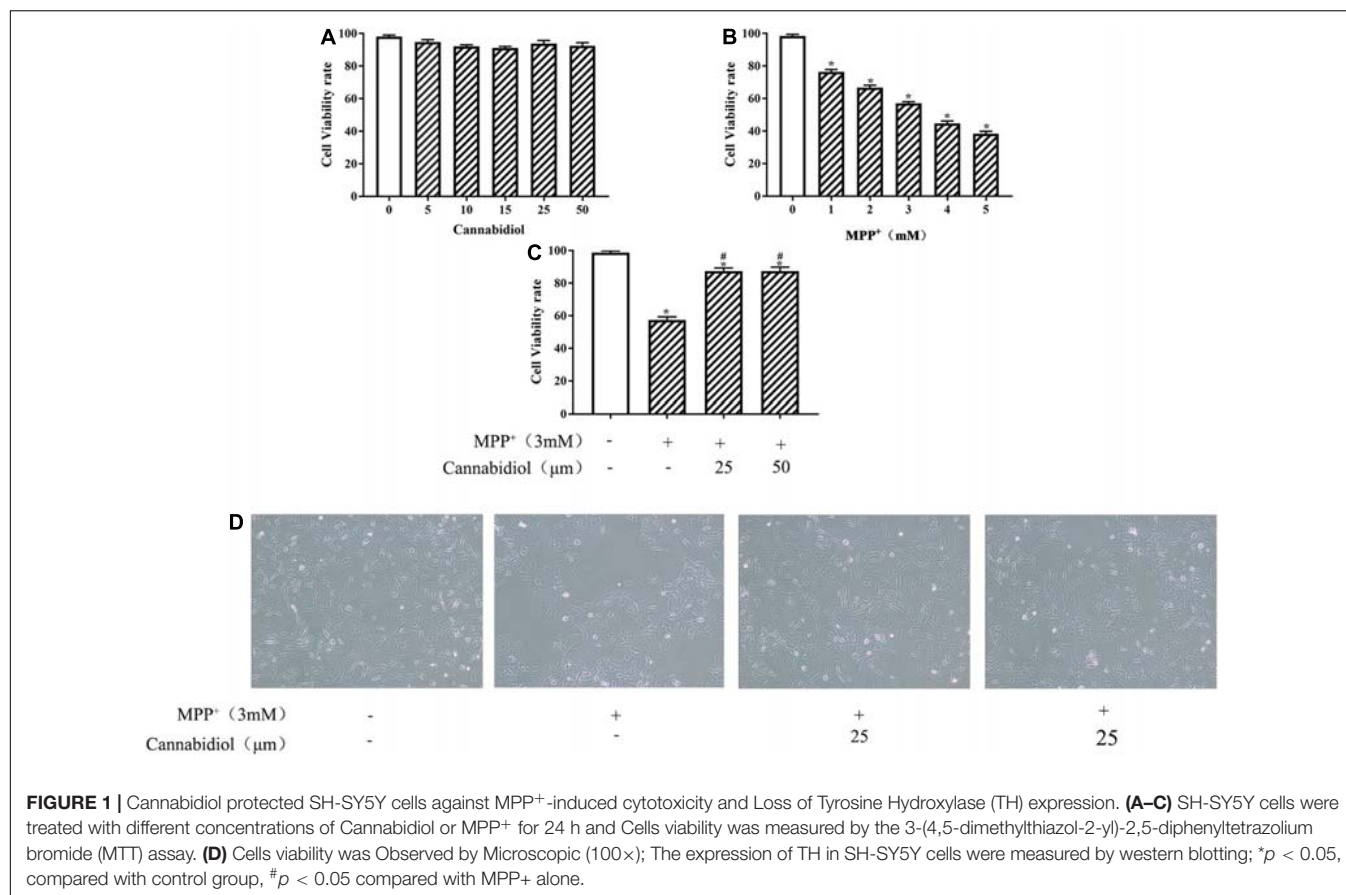 A
Cell Viability rate
100
80
60
40
20
0
0 5 10 15 25 50
Cannabidiol
B
Cell Viability rate
100
80
60
40
20
0
* * * * *
0 1 2 3 4 5
MPP⁺（mM）
C
Cell Viability rate
100
80
60
40
20
0
# #
* * *
MPP⁺（3mM） - + + +
Cannabidiol（μm） - - 25 50
D
MPP⁺（3mM） - + + +
Cannabidiol（μm） - - 25 25
FIGURE 1 | Cannabidiol protected SH-SY5Y cells against MPP⁺-induced cytotoxicity and Loss of Tyrosine Hydroxylase (TH) expression. (A–C) SH-SY5Y cells were
treated with different concentrations of Cannabidiol or MPP⁺ for 24 h and Cells viability was measured by the 3-(4,5-dimethylthiazol-2-yl)-2,5-diphenyltetrazolium
bromide (MTT) assay. (D) Cells viability was Observed by Microscopic (100×); The expression of TH in SH-SY5Y cells were measured by western blotting; *p < 0.05,
compared with control group, #p < 0.05 compared with MPP+ alone.